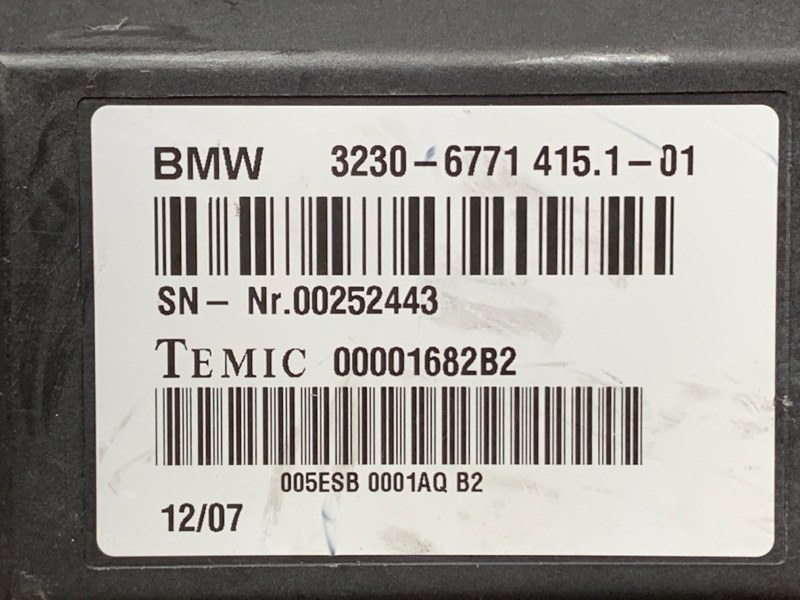 BMW 3230-6771 415.1-01
SN- Nr.00252443
TEMIC 00001682B2
005ESB 0001AQ B2
12/07